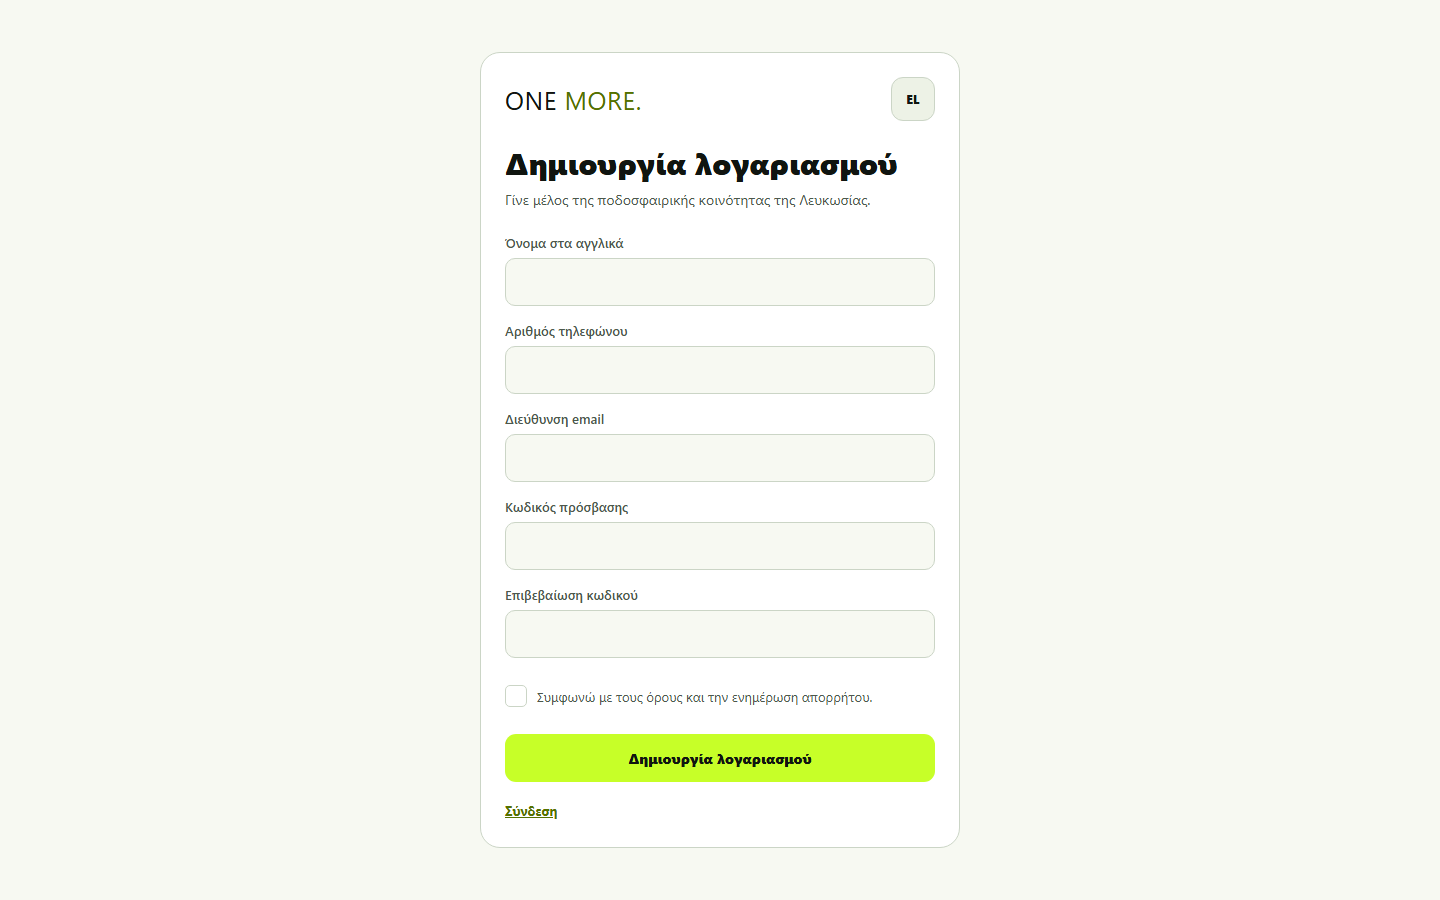 ONE MORE.
EL
Δημιουργία λογαριασμού
Γίνε μέλος της ποδοσφαιρικής κοινότητας της Λευκωσίας.
Όνομα στα αγγλικά
Αριθμός τηλεφώνου
Διεύθυνση email
Κωδικός πρόσβασης
Επιβεβαίωση κωδικού
Συμφωνώ με τους όρους και την ενημέρωση απορρήτου.
Δημιουργία λογαριασμού
Σύνδεση